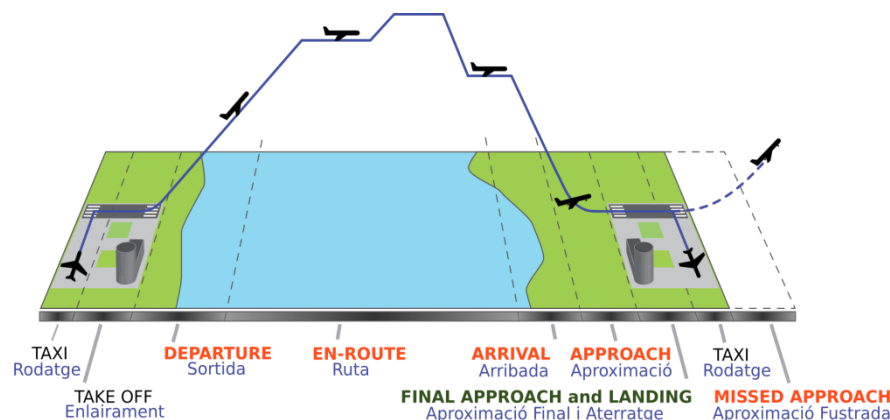 TAXI
Rodatge
TAKE OFF
Enlairament
DEPARTURE
Sortida
EN-ROUTE
Ruta
ARRIVAL
Arribada
APPROACH
Aproximació
FINAL APPROACH and LANDING
Aproximació Final i Aterratge
TAXI
Rodatge
MISSED APPROACH
Aproximació Fustrada